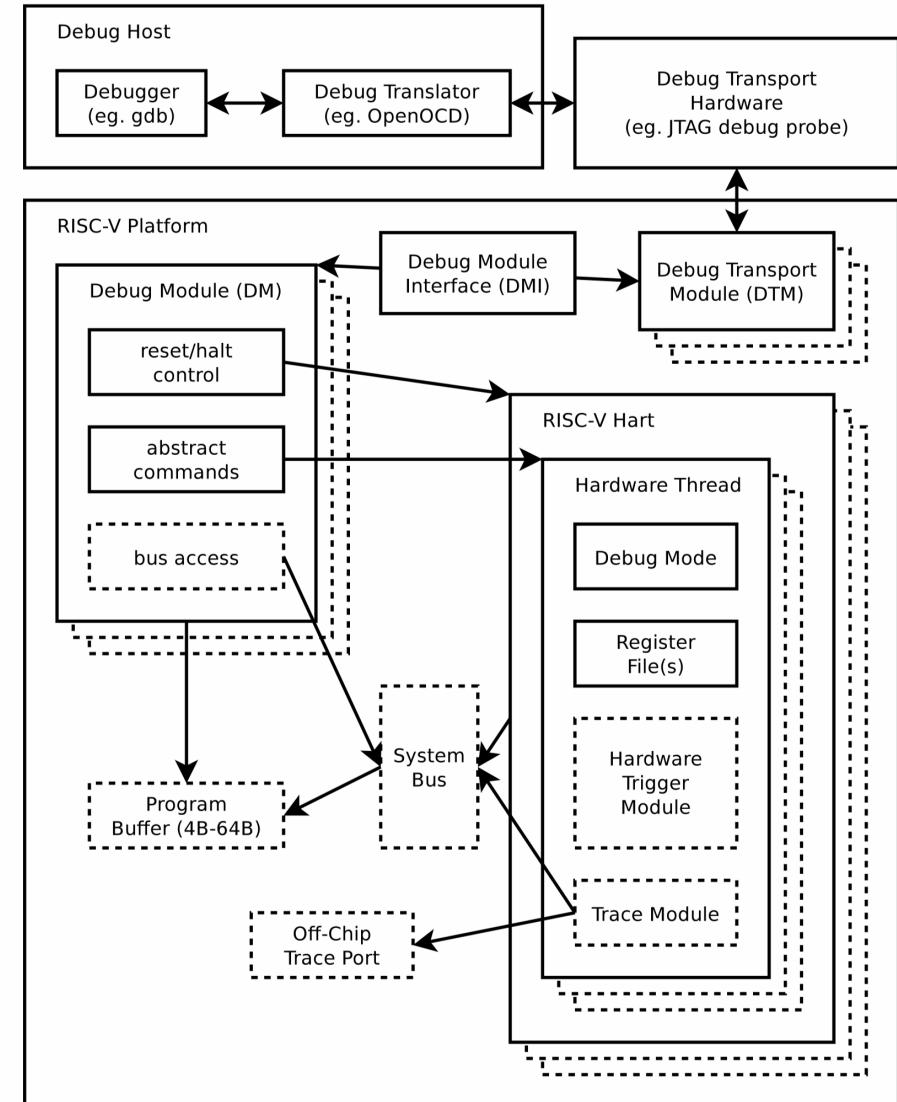 Debug Host
Debugger
(eg. gdb)
Debug Translator
(eg. OpenOCD)
Debug Transport
Hardware
(eg. JTAG debug probe)
RISC-V Platform
Debug Module
Interface (DMI)
Debug Transport
Module (DTM)
Debug Module (DM)
reset/halt
control
abstract
commands
bus access
RISC-V Hart
Hardware Thread
Debug Mode
Register
File(s)
Hardware
Trigger
Module
Trace Module
System
Bus
Program
Buffer (4B-64B)
Off-Chip
Trace Port